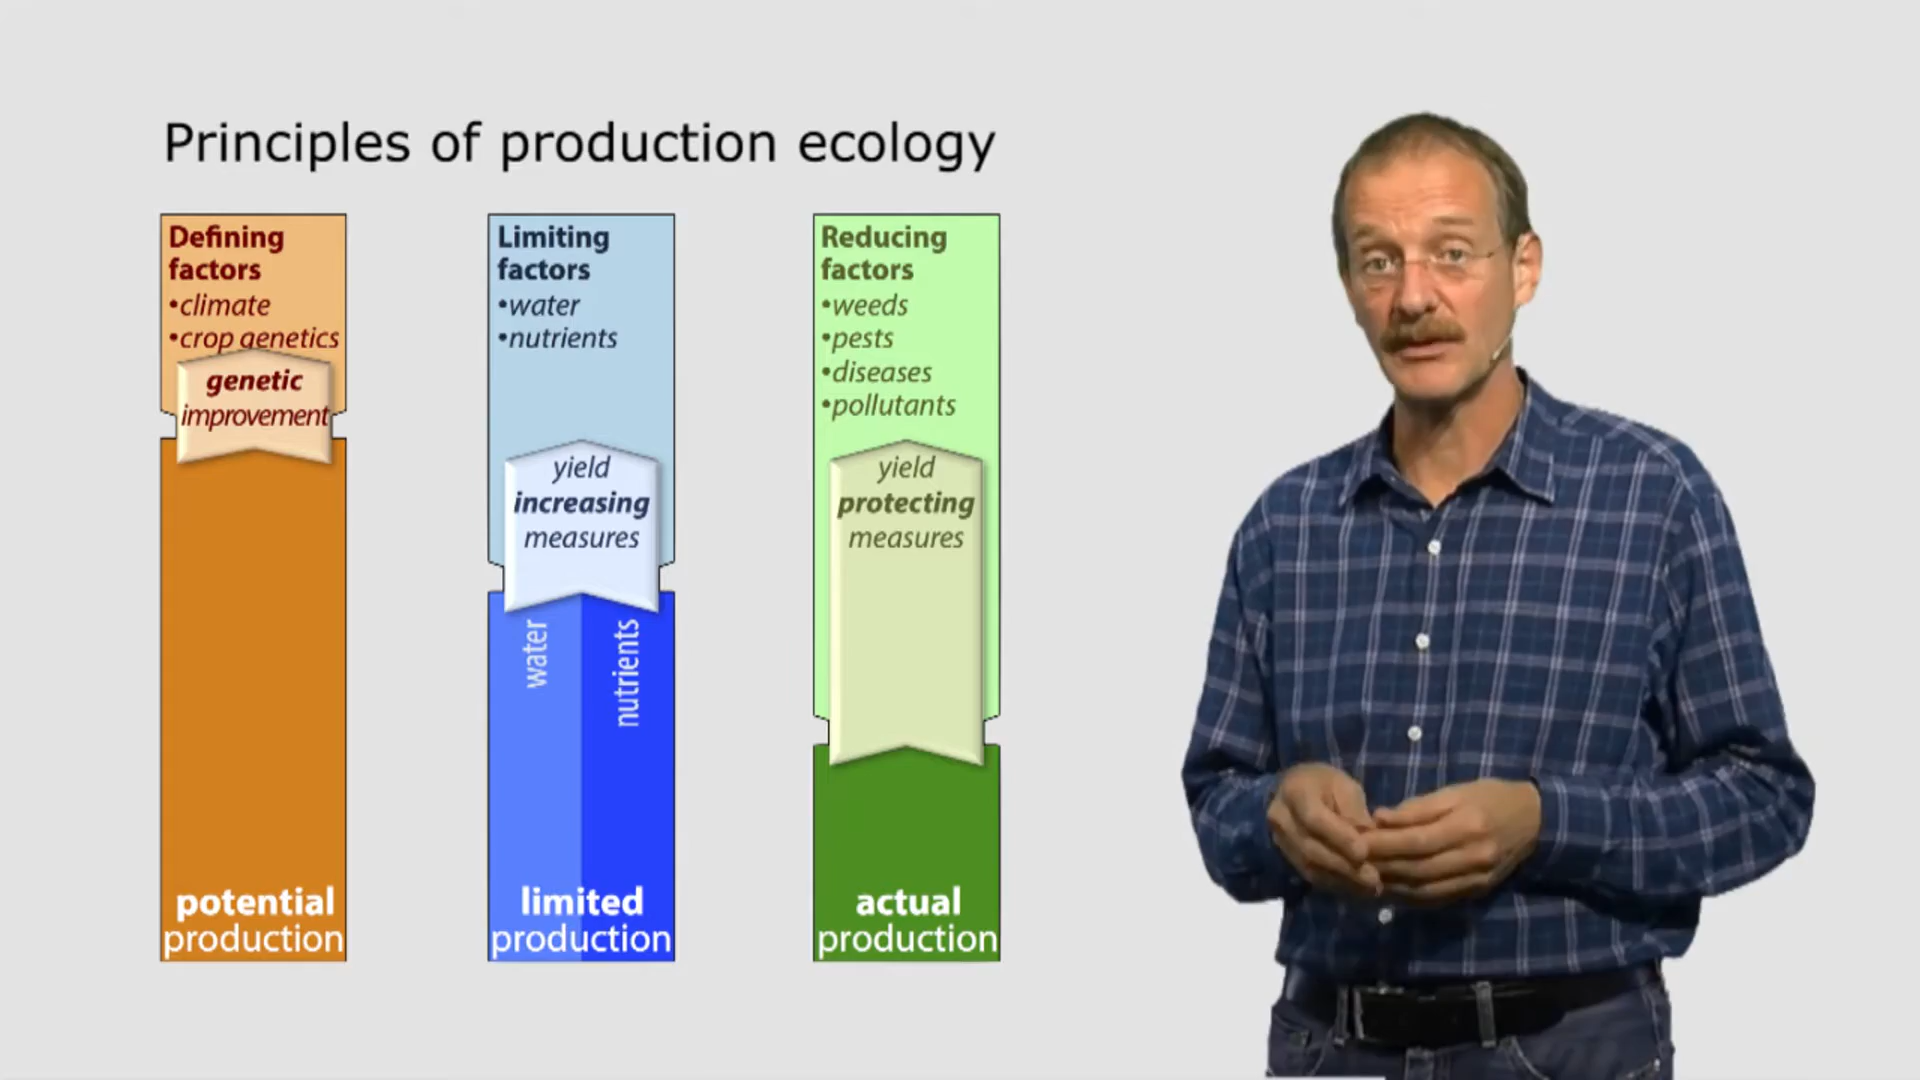 Principles of production ecology
Defining
factors
•climate
•crop genetics
genetic
improvement
potential
production
Limiting
factors
•water
•nutrients
yield
increasing
measures
water
nutrients
limited
production
Reducing
factors
•weeds
•pests
•diseases
•pollutants
yield
protecting
measures
actual
production